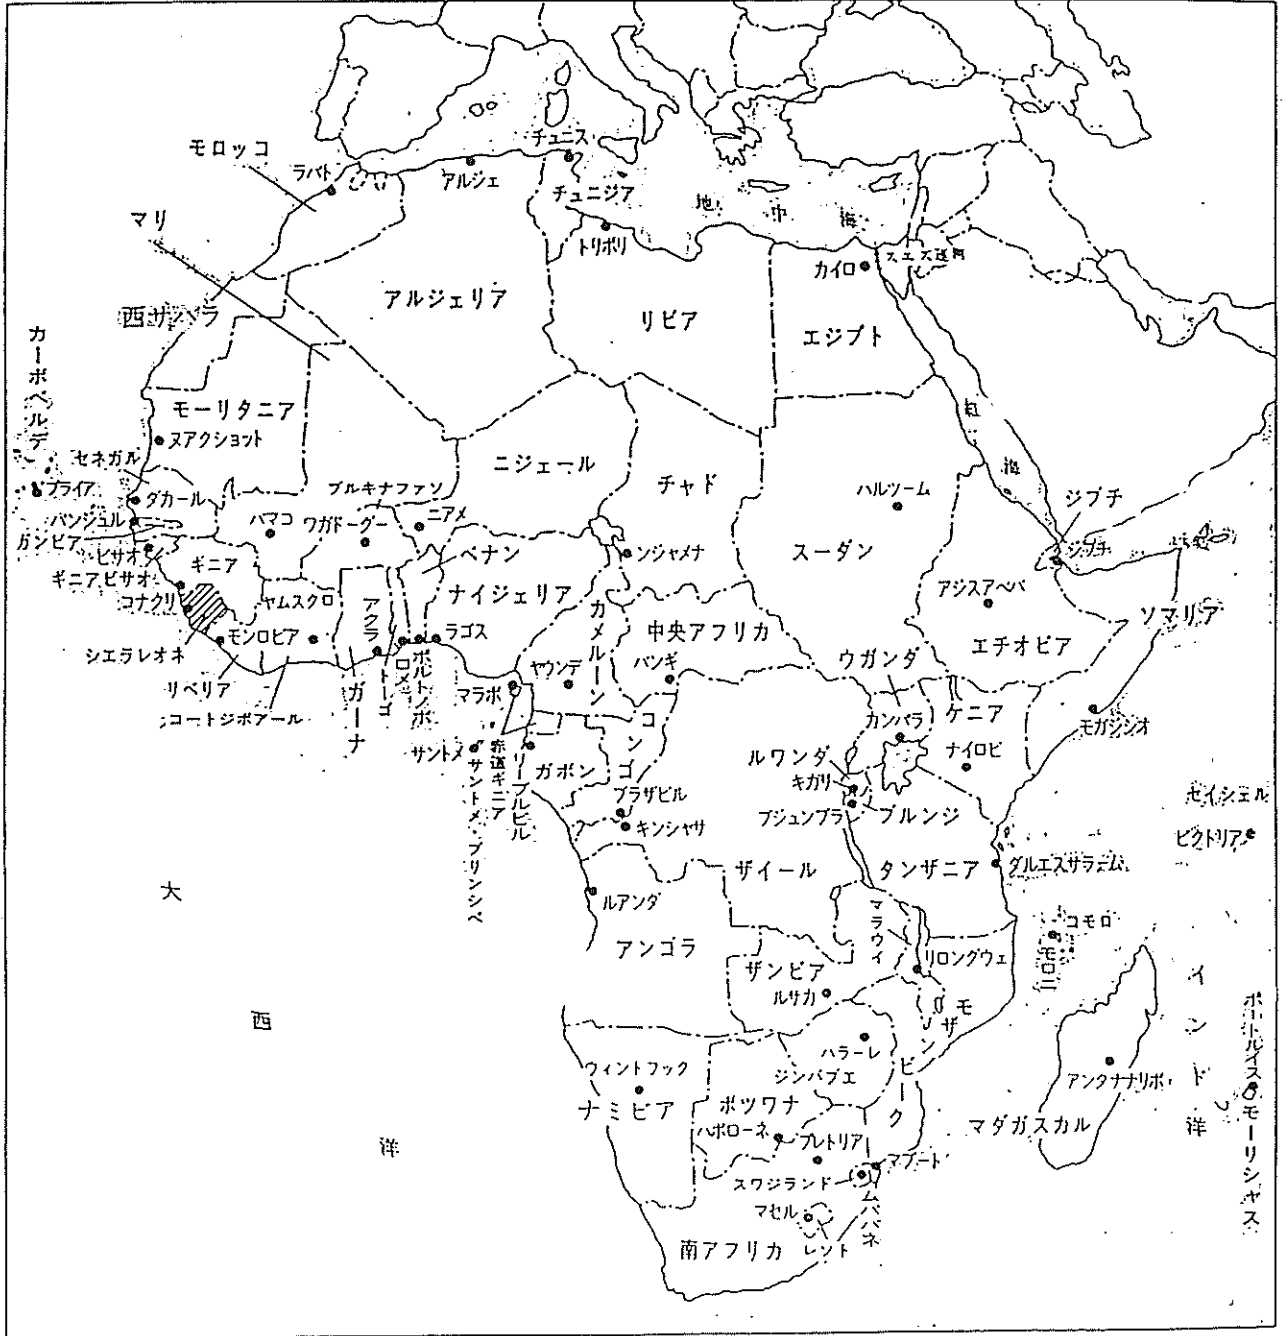 モロッコ
ラバト
アルジェ
チュニス
チュニジア
地中海
マリ
トリポリ
カイロ
スエズ運河
西サハラ
アルジェリア
リビア
エジプト
カーボベルデ
プライア
モーリタニア
ヌアクショット
紅海
セネガル
ダカール
バンジュル
ガンビア
ビサオ
ギニアビサオ
コナクリ
ギニア
バマコ
ブルキナファソ
ワガドーグー
ニジェール
ニアメ
ベナン
チャド
ンジャメナ
ハルツーム
スーダン
ジブチ
ジブチ
アジスアベバ
エチオピア
ソマリア
ナイジェリア
ラゴス
ヤムスクロ
アクラ
モンロビア
シエラレオネ
リベリア
コートジボアール
ガーナ
トーゴ
ロメ
ポルトノボ
カメルーン
ヤウンデ
中央アフリカ
バンギ
マラボ
赤道ギニア
サントメ
サントメ・プリンシペ
リーブルビル
ガボン
コンゴ
ブラザビル
キンシャサ
ウガンダ
カンパラ
ケニア
ナイロビ
モガジシオ
ルワンダ
キガリ
ブジュンブラ
ブルンジ
セイシェル
ビクトリア
ザイール
タンザニア
ダルエスサラーム
大西洋
ルアンダ
アンゴラ
マラウイ
リロングウェ
コモロ
モロニ
ザンビア
ルサカ
モザンビーク
インド洋
ハラーレ
ジンバブエ
ウィントフック
ナミビア
ボツワナ
ハボローネ
プレトリア
マプート
スワジランド
ムババネ
マセル
レソト
南アフリカ
アンタナナリボ
マダガスカル
ポートルイス
モーリシャス